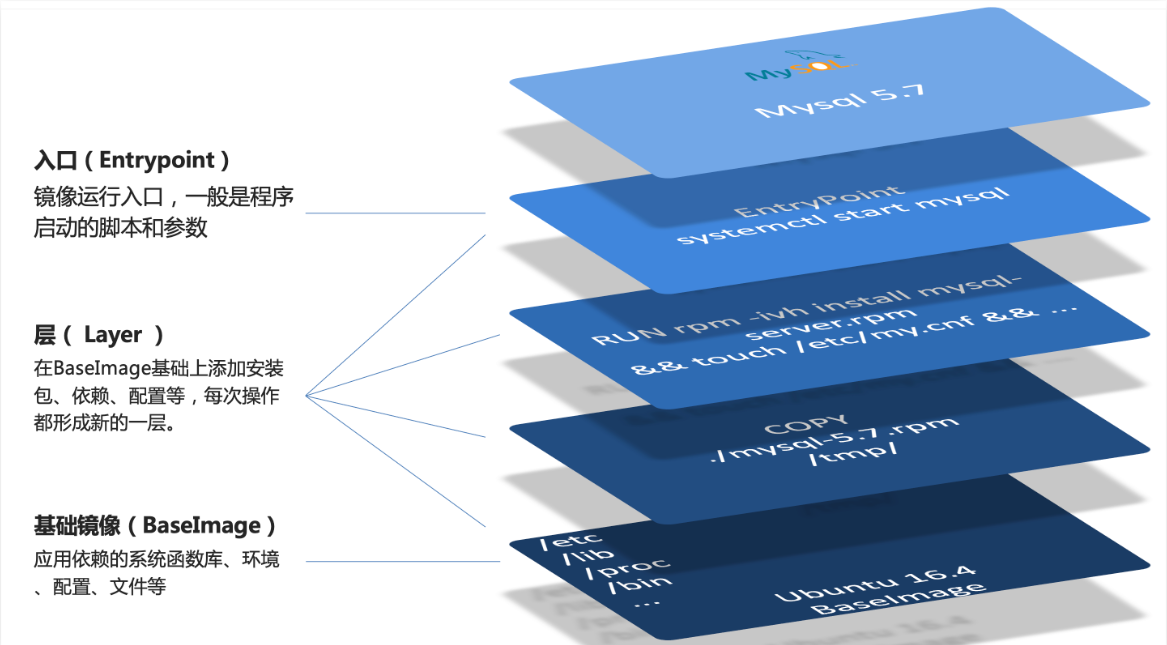 入口（Entrypoint）
镜像运行入口，一般是程序
启动的脚本和参数
层（ Layer ）
在BaseImage基础上添加安装
包、依赖、配置等，每次操作
都形成新的一层。
基础镜像（BaseImage）
应用依赖的系统函数库、环境
、配置、文件等
MySQL
Mysql 5.7
EntryPoint
systemctl start mysql
RUN rpm -ivh install mysql-
server.rpm
&& touch /etc/my.cnf && ...
COPY
./mysql-5.7.rpm
/tmp/
/etc
/lib
/proc
/bin
...
Ubuntu 16.4
BaseImage